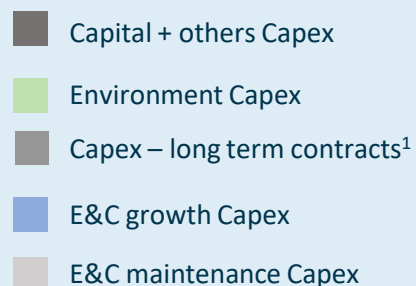 Capital + others Capex
Environment Capex
Capex – long term contracts¹
E&C growth Capex
E&C maintenance Capex